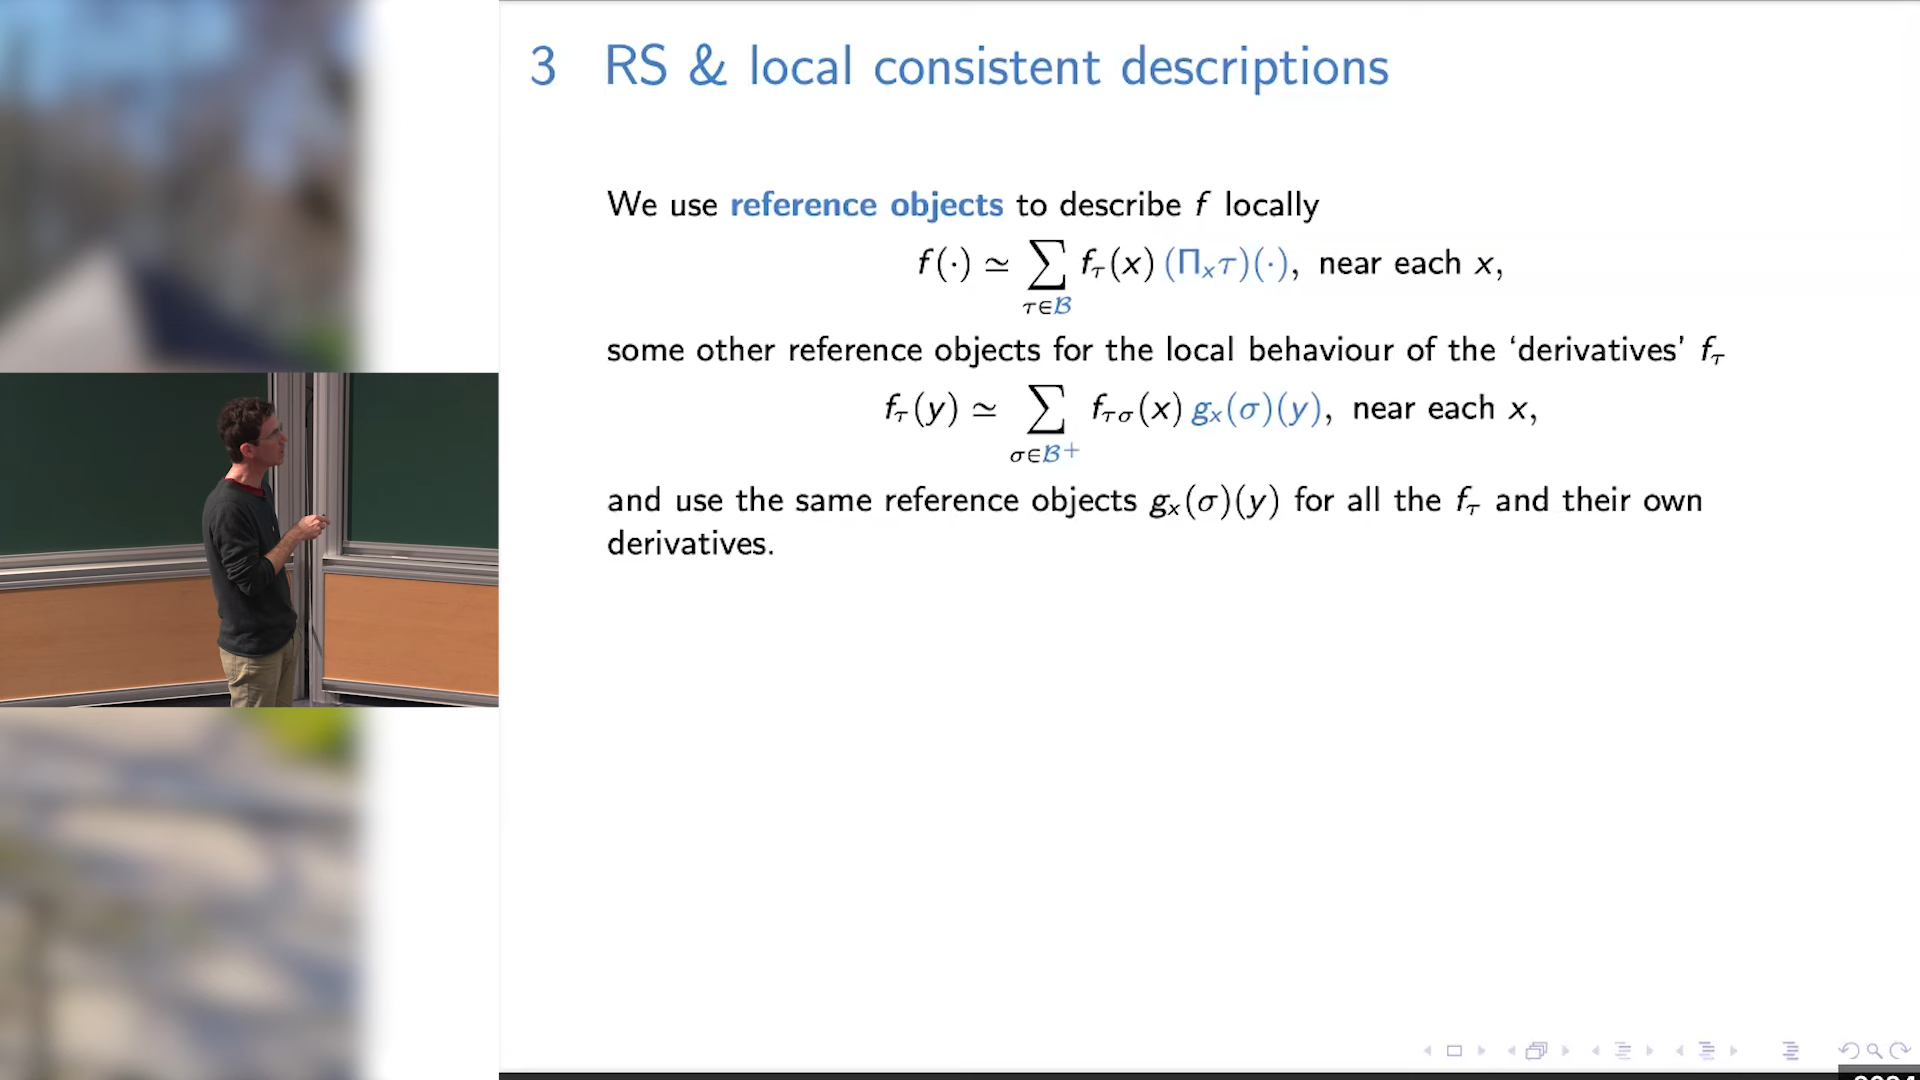 3 RS & local consistent descriptions
We use reference objects to describe f locally
f(·) ≃ ∑_{τ∈ℬ} f_τ(x) (Π_xτ)(·), near each x,
some other reference objects for the local behaviour of the ‘derivatives’ f_τ
f_τ(y) ≃ ∑_{σ∈ℬ⁺} f_{τσ}(x) g_x(σ)(y), near each x,
and use the same reference objects g_x(σ)(y) for all the f_τ and their own
derivatives.